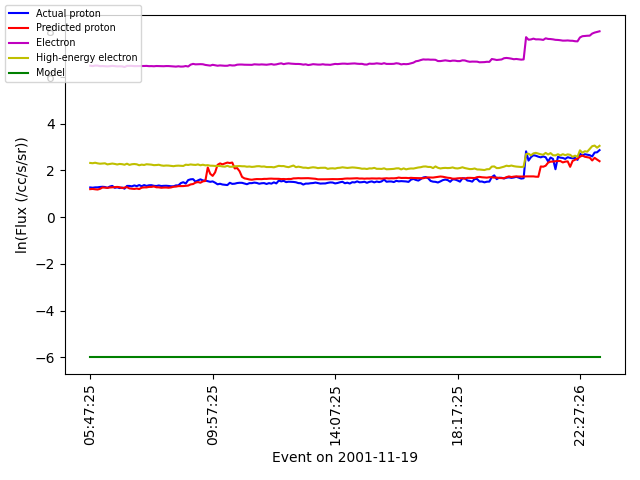 Actual proton
Predicted proton
Electron
High-energy electron
Model
8
6
4
2
0
−2
−4
−6
ln(Flux (/cc/s/sr))
05:47:25
09:57:25
14:07:25
18:17:25
22:27:26
Event on 2001-11-19